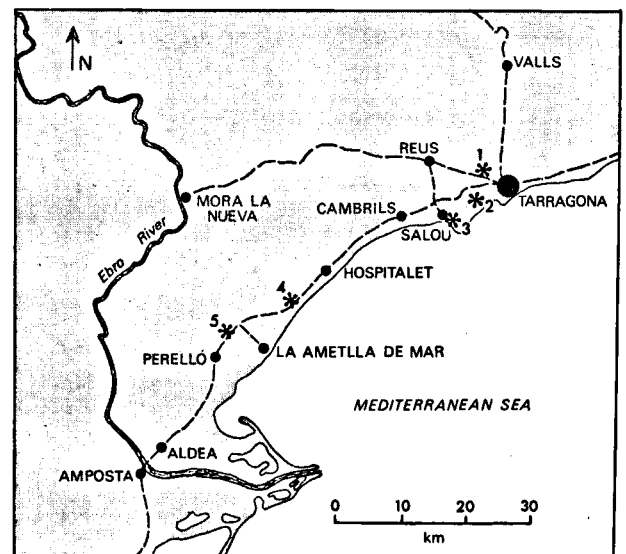 N
VALLS
REUS
1
MORA LA
NUEVA
TARRAGONA
2
CAMBRILS
SALOU
3
Ebro River
HOSPITALET
4
5
PERELLÓ
LA AMETLLA DE MAR
MEDITERRANEAN SEA
ALDEA
AMPOSTA
0 10 20 30
km